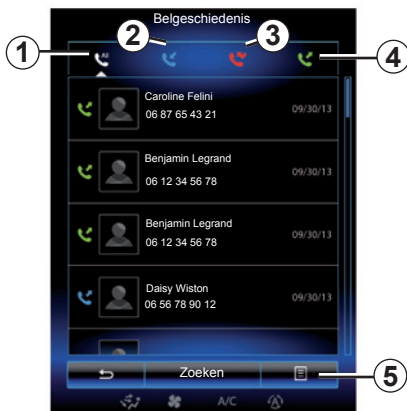 Belgeschiedenis
1
2
3
4
All
Caroline Felini
06 87 65 43 21
09/30/13
Benjamin Legrand
06 12 34 56 78
09/30/13
Benjamin Legrand
06 12 34 56 78
09/30/13
Daisy Wiston
06 56 78 90 12
09/30/13
Zoeken
5
A/C
A